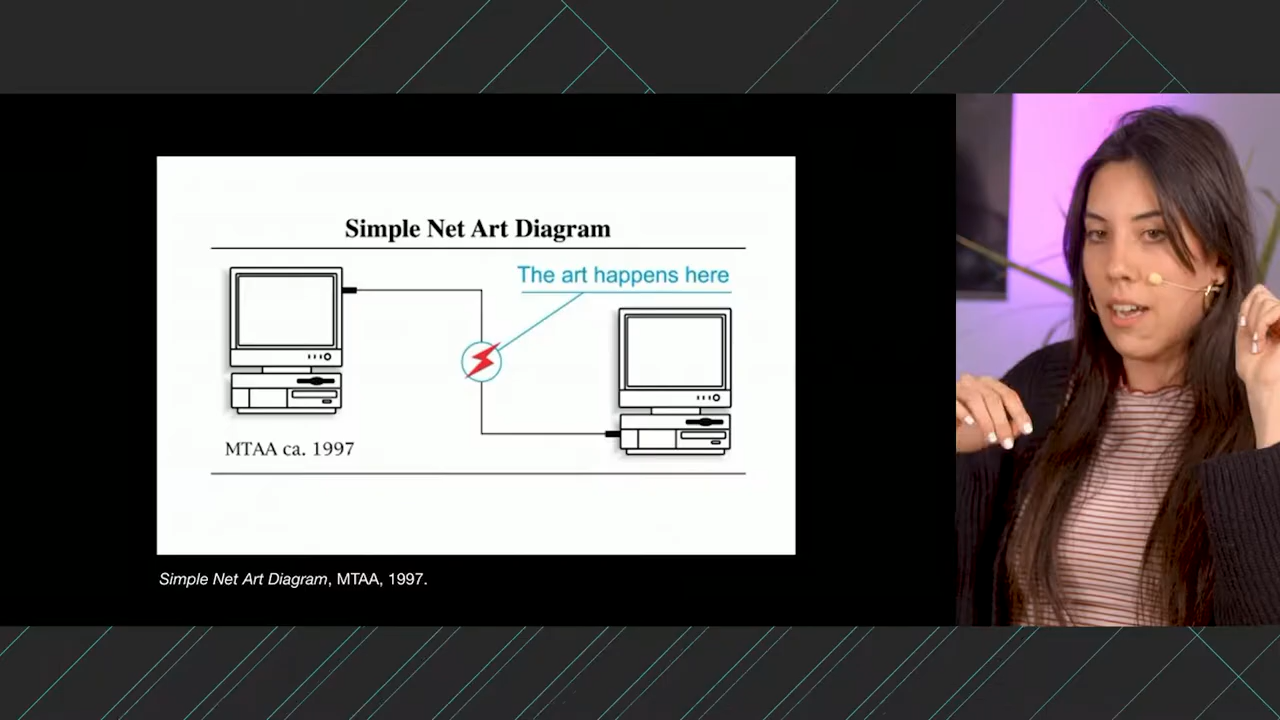 Simple Net Art Diagram
The art happens here
MTAA ca. 1997
Simple Net Art Diagram, MTAA, 1997.